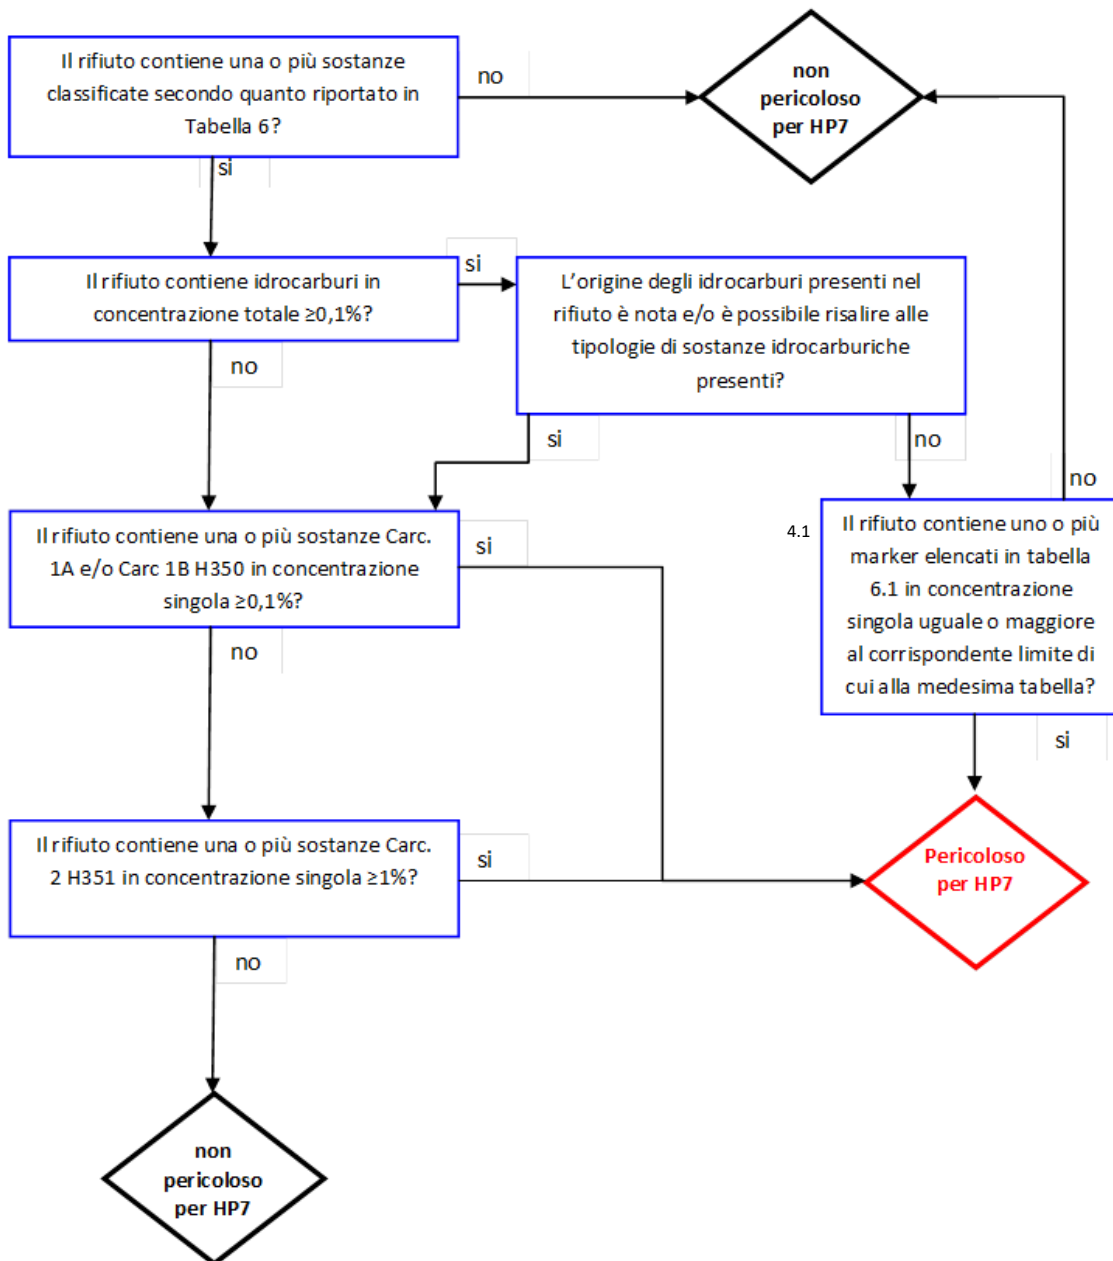 Il rifiuto contiene una o più sostanze
classificate secondo quanto riportato in
Tabella 6?
no
non
pericoloso
per HP7
si
Il rifiuto contiene idrocarburi in
concentrazione totale ≥0,1%?
si
L'origine degli idrocarburi presenti nel
rifiuto è nota e/o è possibile risalire alle
tipologie di sostanze idrocarburiche
presenti?
no
si
no
no
Il rifiuto contiene una o più sostanze Carc.
1A e/o Carc 1B H350 in concentrazione
singola ≥0,1%?
si
4.1
Il rifiuto contiene uno o più
marker elencati in tabella
6.1 in concentrazione
singola uguale o maggiore
al corrispondente limite di
cui alla medesima tabella?
no
si
Il rifiuto contiene una o più sostanze Carc.
2 H351 in concentrazione singola ≥1%?
si
Pericoloso
per HP7
no
non
pericoloso
per HP7